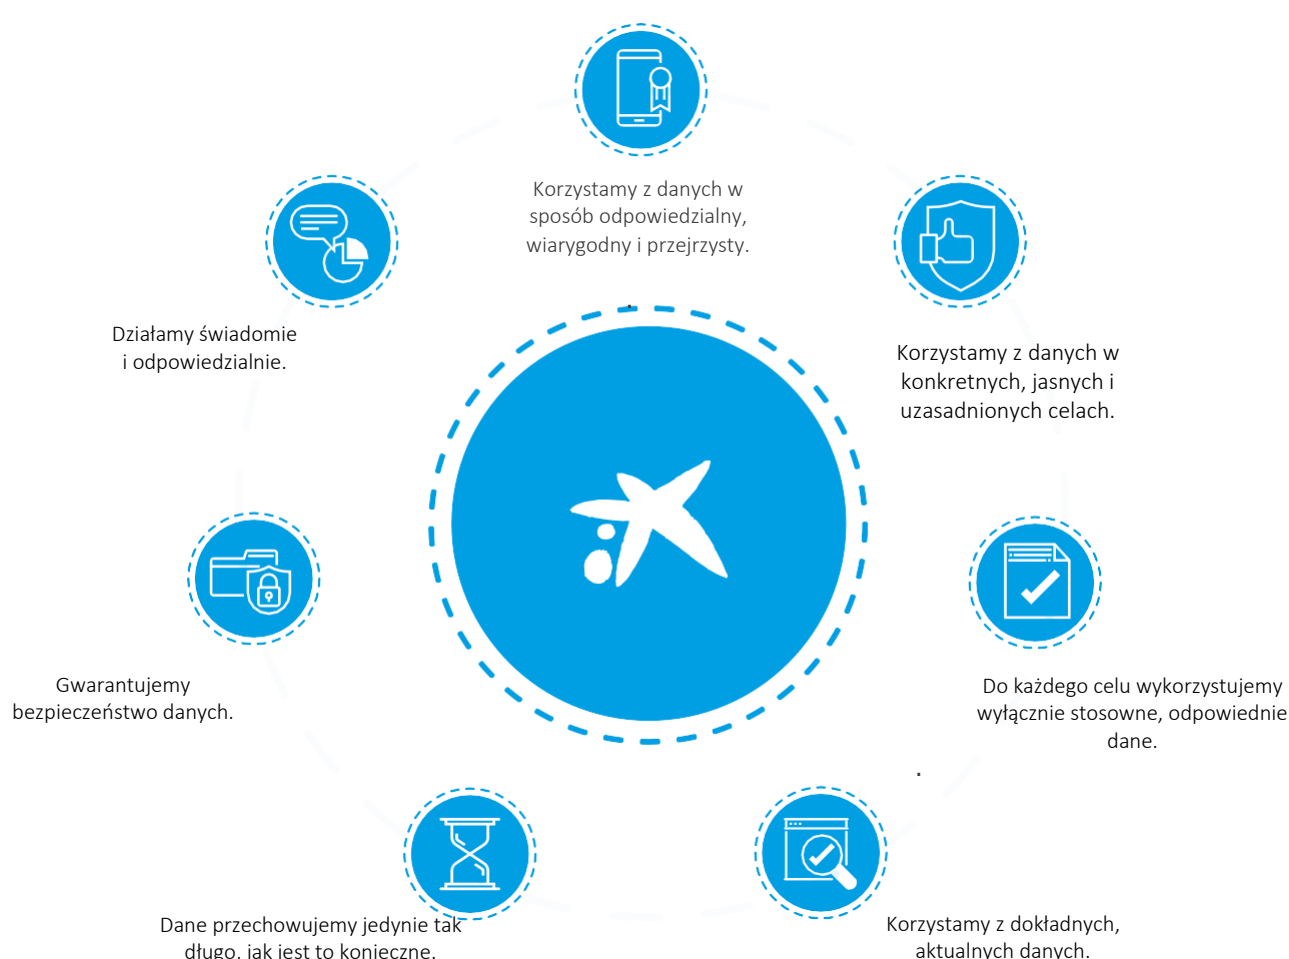 Korzystamy z danych w
sposób odpowiedzialny,
wiarygodny i przejrzysty.
.
Działamy świadomie
i odpowiedzialnie.
Korzystamy z danych w
konkretnych, jasnych i
uzasadnionych celach.
Gwarantujemy
bezpieczeństwo danych.
Do każdego celu wykorzystujemy
wyłącznie stosowne, odpowiednie
dane.
.
Dane przechowujemy jedynie tak
długo, jak jest to konieczne.
Korzystamy z dokładnych,
aktualnych danych.